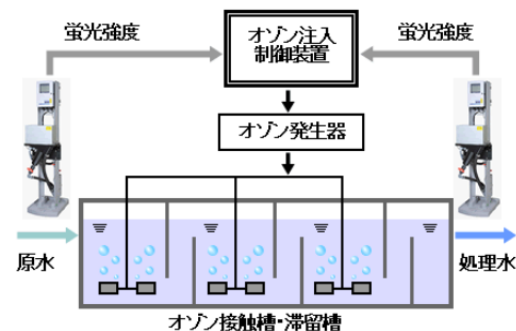 蛍光強度
オゾン注入
制御装置
蛍光強度
オゾン発生器
原水
処理水
オゾン接触槽・滞留槽